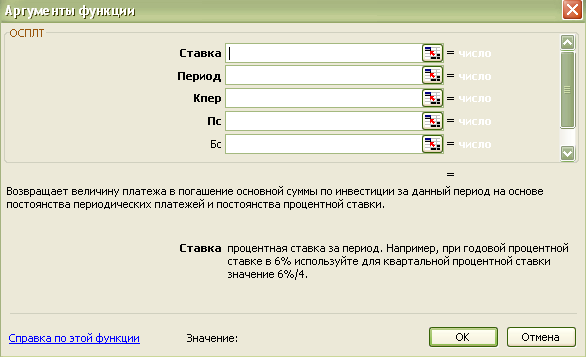 Аргументы функции
ОСПЛТ
Ставка = число
Период = число
Кпер = число
Пс = число
Бс = число
=
Возвращает величину платежа в погашение основной суммы по инвестиции за данный период на основе
постоянства периодических платежей и постоянства процентной ставки.
Ставка процентная ставка за период. Например, при годовой процентной
ставке в 6% используйте для квартальной процентной ставки
значение 6%/4.
Справка по этой функции Значение: ОК Отмена